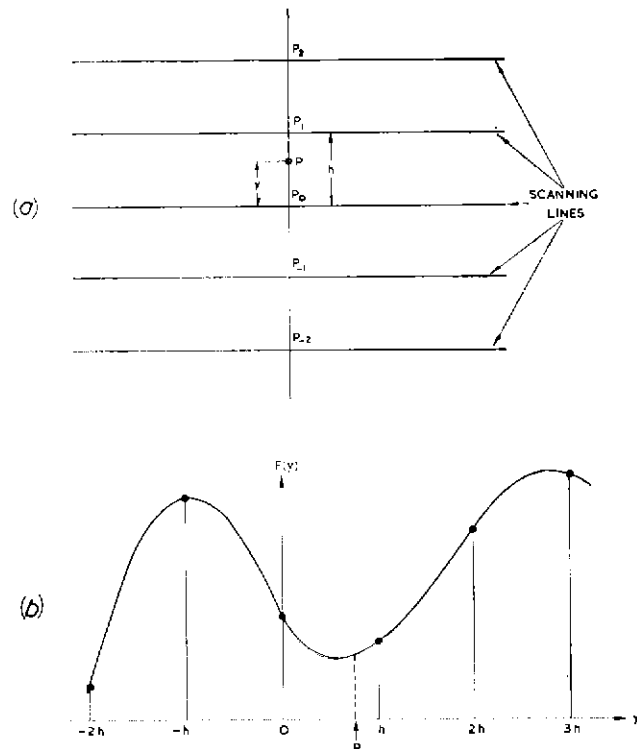 P₂
P₁
P
y
h
(a)
P₀
SCANNING
LINES
P₋₁
P₋₂
F(y)
(b)
-2h
-h
0
P
h
2h
3h
y